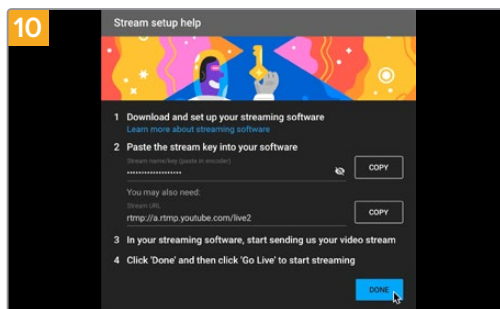 10
Stream setup help
1 Download and set up your streaming software
Learn more about streaming software
2 Paste the stream key into your software
Stream name/key (paste in encoder)
••••••••••••••••••••
COPY
You may also need:
Stream URL
rtmp://a.rtmp.youtube.com/live2
COPY
3 In your streaming software, start sending us your video stream
4 Click 'Done' and then click 'Go Live' to start streaming
DONE